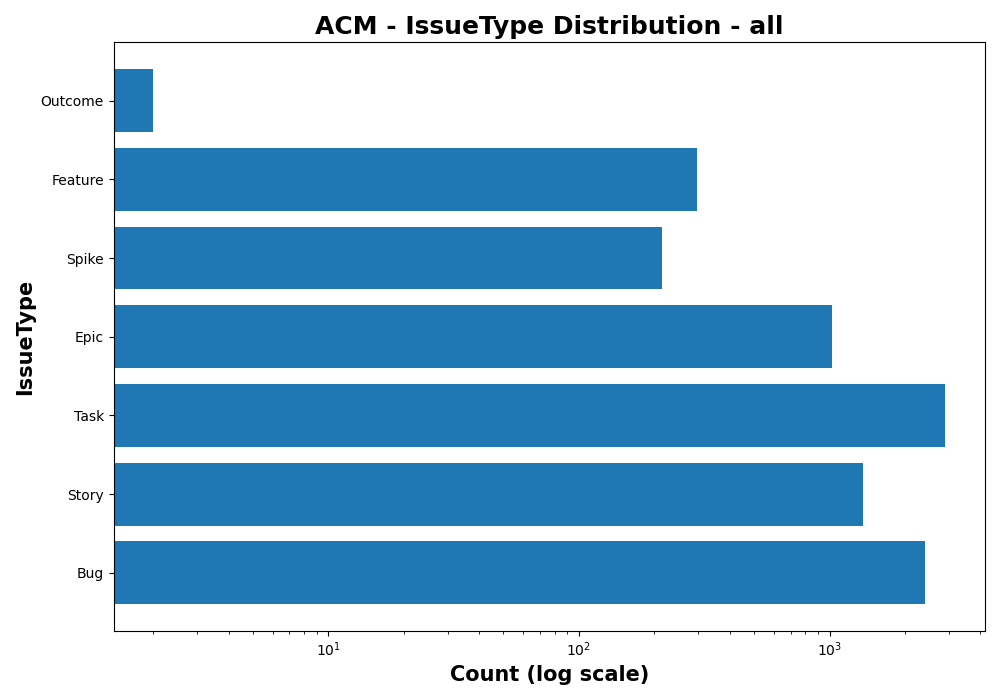 ACM - IssueType Distribution - all
Outcome
Feature
Spike
Epic
Task
Story
Bug
IssueType
10¹
10²
10³
Count (log scale)